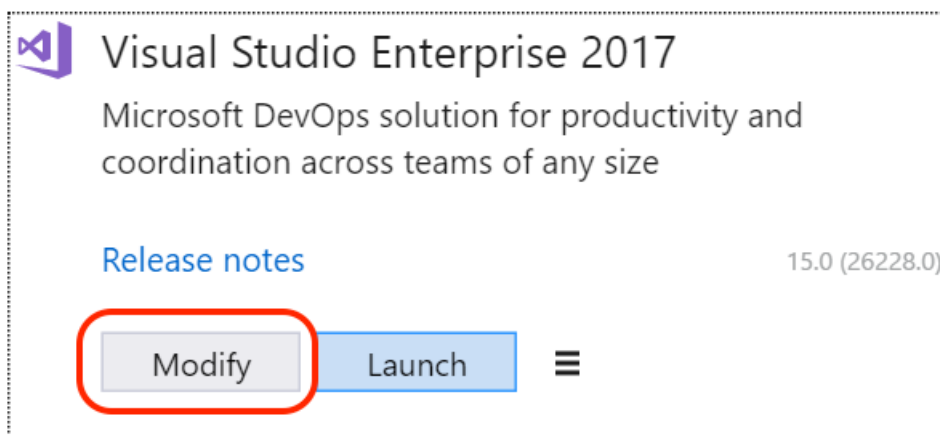 Visual Studio Enterprise 2017
Microsoft DevOps solution for productivity and
coordination across teams of any size
Release notes 15.0 (26228.0)
Modify Launch